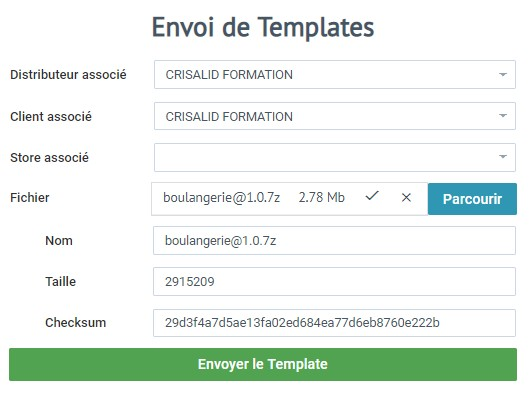 Envoi de Templates
Distributeur associé CRISALID FORMATION
Client associé CRISALID FORMATION
Store associé
Fichier boulangerie@1.0.7z 2.78 Mb Parcourir
Nom boulangerie@1.0.7z
Taille 2915209
Checksum 29d3f4a7d5ae13fa02ed684ea77d6eb8760e222b
Envoyer le Template